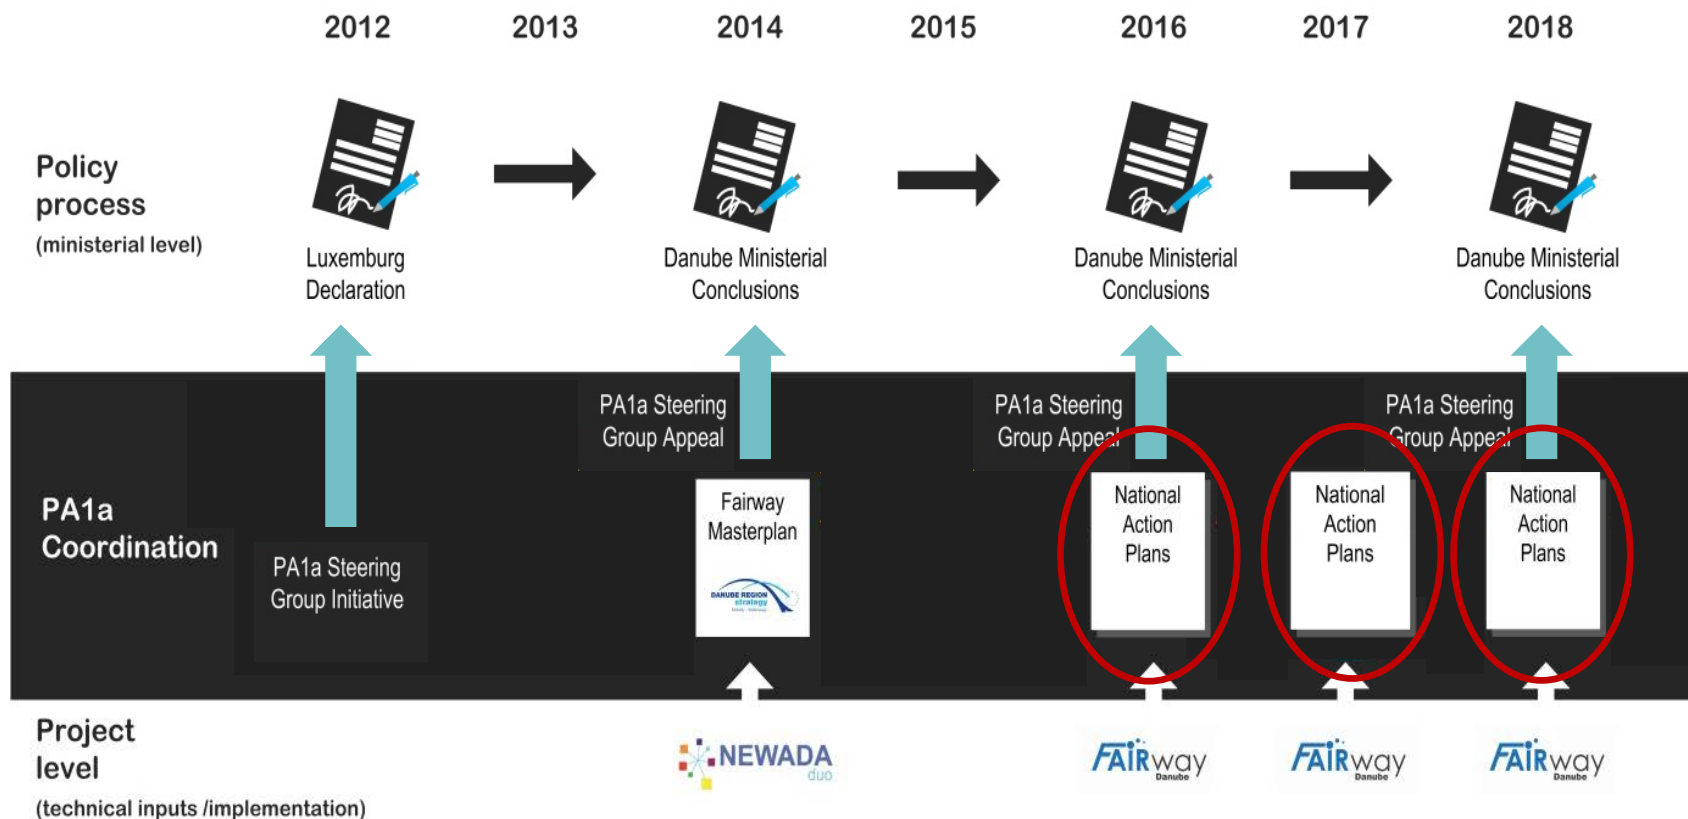 2012 2013 2014 2015 2016 2017 2018
Policy
process
(ministerial level)
Luxemburg
Declaration
Danube Ministerial
Conclusions
Danube Ministerial
Conclusions
Danube Ministerial
Conclusions
PA1a
Coordination
PA1a Steering
Group Initiative
PA1a Steering
Group Appeal
Fairway
Masterplan
DANUBE REGION
strategy
PA1a Steering
Group Appeal
National
Action
Plans
National
Action
Plans
PA1a Steering
Group Appeal
National
Action
Plans
Project
level
(technical inputs /implementation)
NEWADA
duo
FAIRway
Danube
FAIRway
Danube
FAIRway
Danube